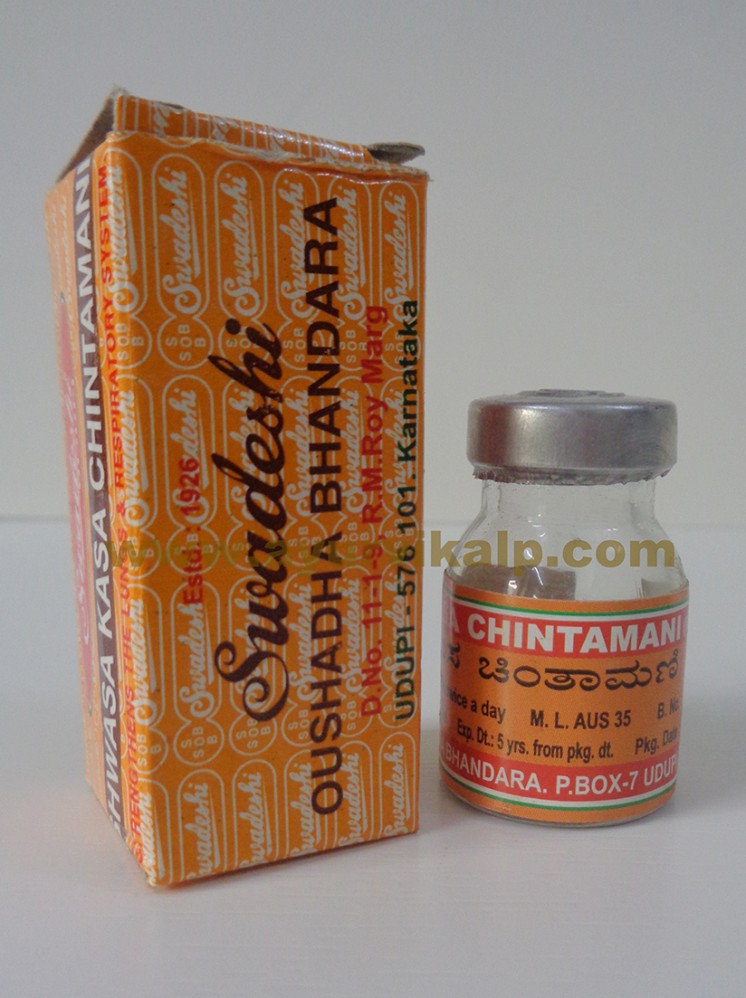 SHWASA KASA CHINTAMANI
STRENGTHENS THE LUNGS & RESPIRATORY SYSTEM
Estd : 1926
Swadeshi
OUSHADHA BHANDARA
D.No. 11-1-9 R.M.Roy Marg
UDUPI - 576 101. Karnataka
A CHINTAMANI
ಸ ಚಿಂತಾಮಣಿ
twice a day M. L. AUS 35 B. No.
Exp. Dt.: 5 yrs. from pkg. dt. Pkg. Date
BHANDARA. P.BOX-7 UDUPI